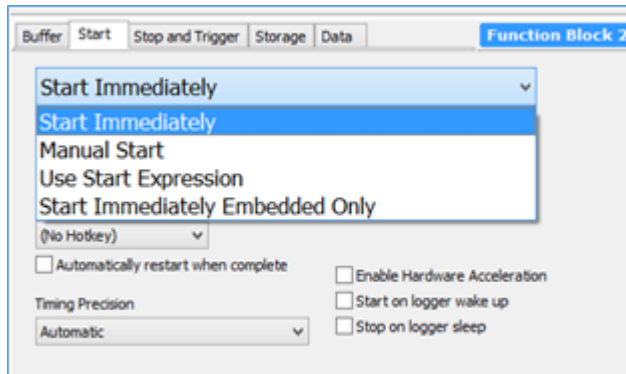 Buffer Start Stop and Trigger Storage Data Function Block 2
Start Immediately
Start Immediately
Manual Start
Use Start Expression
Start Immediately Embedded Only
(No Hotkey)
Automatically restart when complete
Enable Hardware Acceleration
Timing Precision
Start on logger wake up
Automatic
Stop on logger sleep